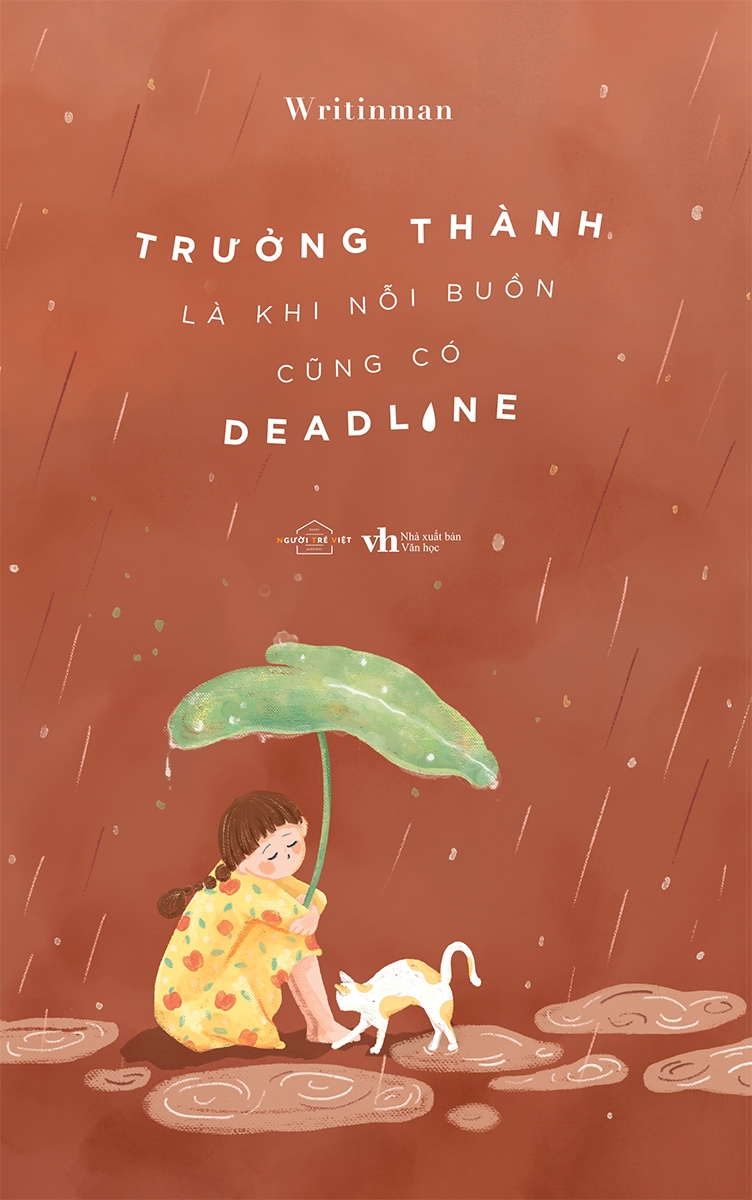 Writinman
TRƯỞNG THÀNH
LÀ KHI NỖI BUỒN
CŨNG CÓ
DEADLINE
NGƯỜI TRẺ VIỆT
vh Nhà xuất bản
Văn học